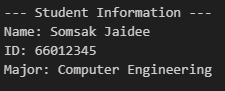 --- Student Information ---
Name: Somsak Jaidee
ID: 66012345
Major: Computer Engineering